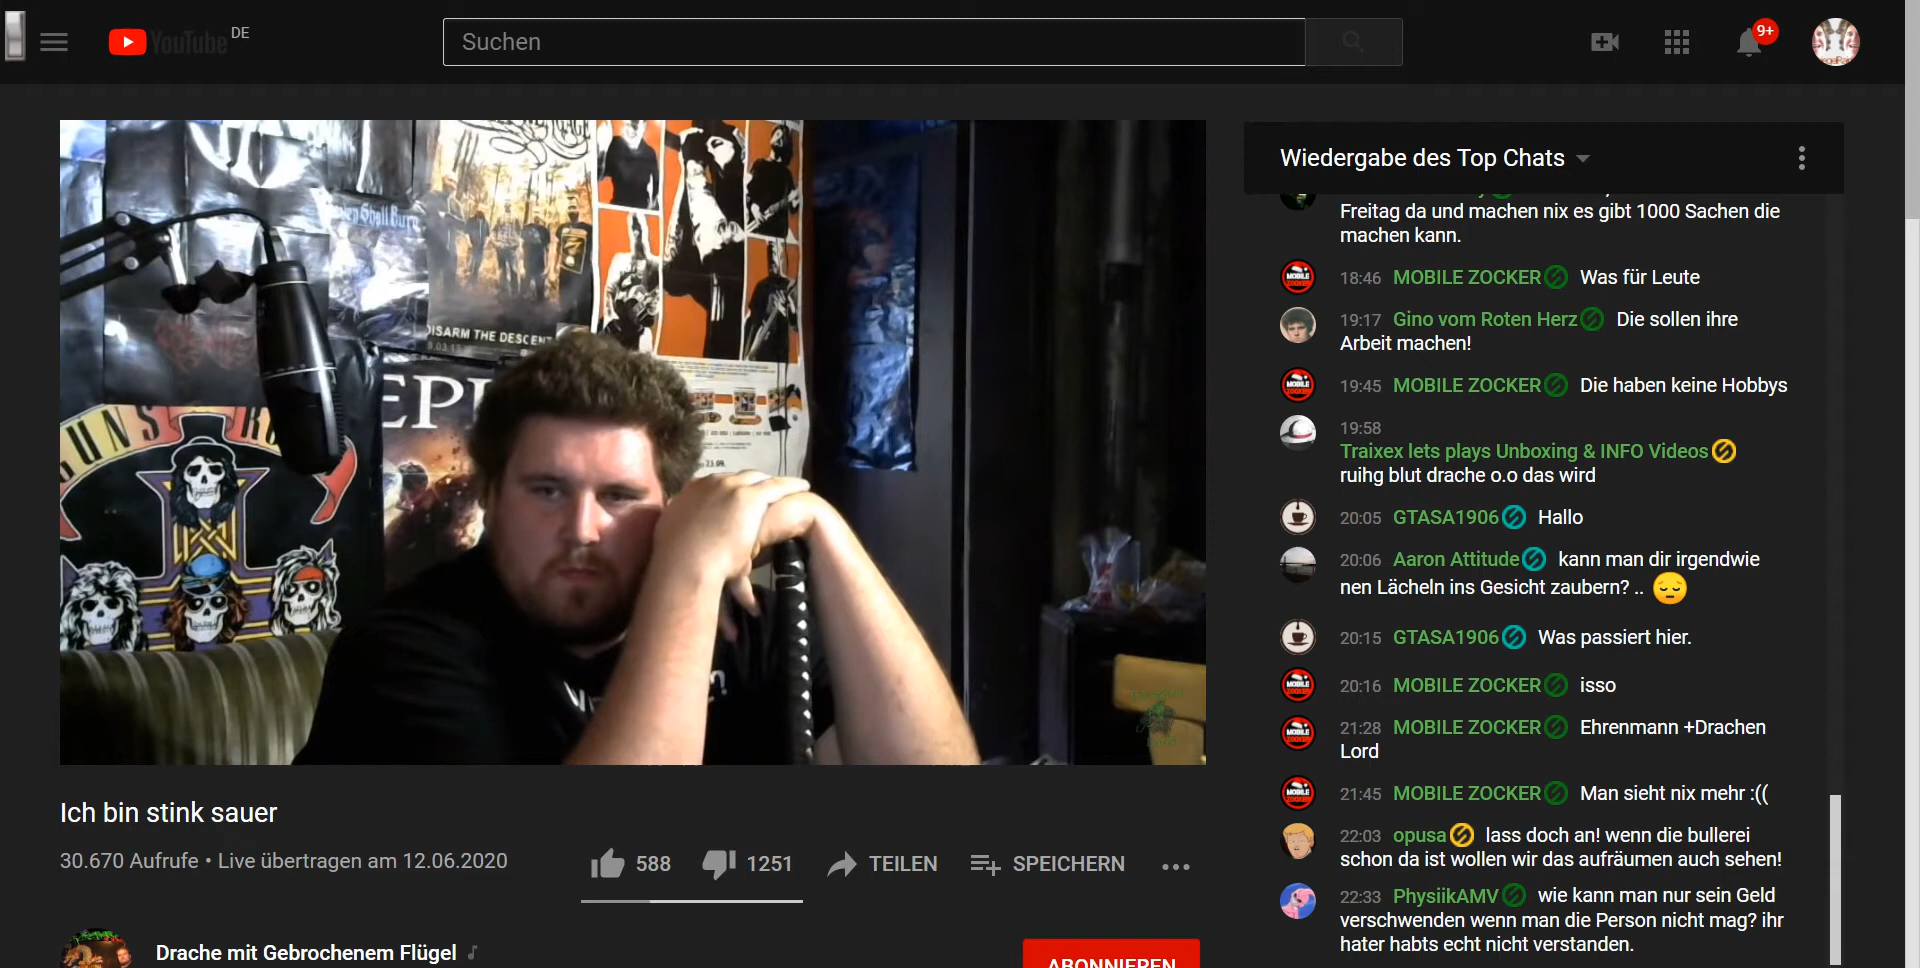 YouTube DE
Suchen
9+
Shall Burn
DISARM THE DESCENT
EPI
23.09.
GUNS
Ich bin stink sauer
30.670 Aufrufe • Live übertragen am 12.06.2020
588
1251
TEILEN
SPEICHERN
Drache mit Gebrochenem Flügel
ABONNIEREN
Wiedergabe des Top Chats
Freitag da und machen nix es gibt 1000 Sachen die
machen kann.
18:46 MOBILE ZOCKER Was für Leute
19:17 Gino vom Roten Herz Die sollen ihre
Arbeit machen!
19:45 MOBILE ZOCKER Die haben keine Hobbys
19:58
Traixex lets plays Unboxing & INFO Videos
ruihg blut drache o.o das wird
20:05 GTASA1906 Hallo
20:06 Aaron Attitude kann man dir irgendwie
nen Lächeln ins Gesicht zaubern? .. 😔
20:15 GTASA1906 Was passiert hier.
20:16 MOBILE ZOCKER isso
21:28 MOBILE ZOCKER Ehrenmann +Drachen
Lord
21:45 MOBILE ZOCKER Man sieht nix mehr :((
22:03 opusa lass doch an! wenn die bullerei
schon da ist wollen wir das aufräumen auch sehen!
22:33 PhysiikAMV wie kann man nur sein Geld
verschwenden wenn man die Person nicht mag? ihr
hater habts echt nicht verstanden.